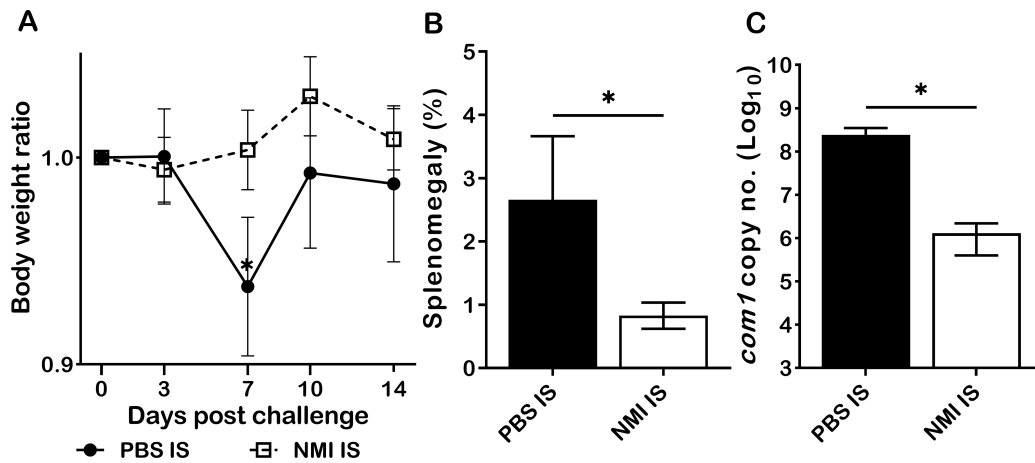 A
Body weight ratio
1.0
0.9
*
0 3 7 10 14
Days post challenge
PBS IS NMI IS
B
Splenomegaly (%)
5
4
3
2
1
0
*
PBS IS NMI IS
C
com1 copy no. (Log10)
10
9
8
7
6
5
4
3
*
PBS IS NMI IS